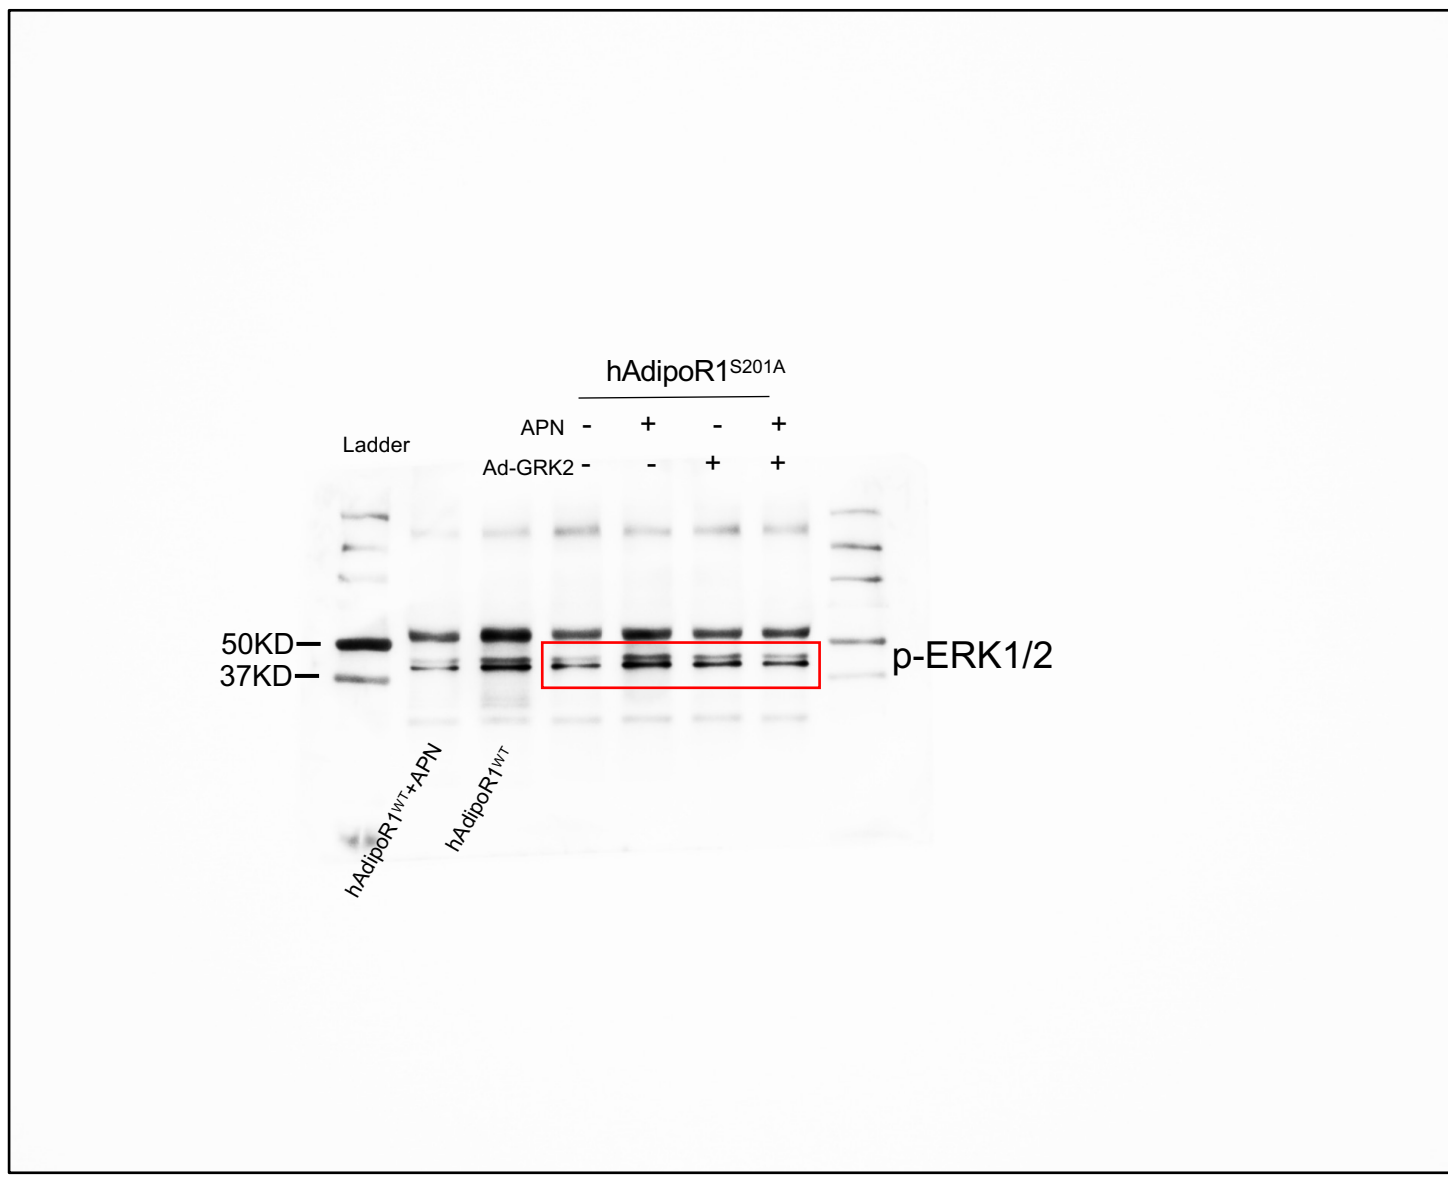 hAdipoR1S201A
APN - + - +
Ladder
Ad-GRK2 - - + +
50KD
p-ERK1/2
37KD
hAdipoR1WT+APN
hAdipoR1WT